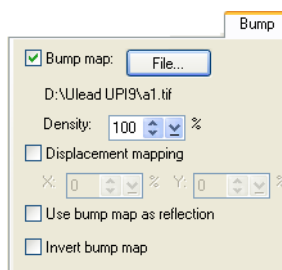 Bump
Bump map: File...
D:\Ulead UPI9\a1.tif
Density: 100 %
Displacement mapping
X: 0 % Y: 0 %
Use bump map as reflection
Invert bump map